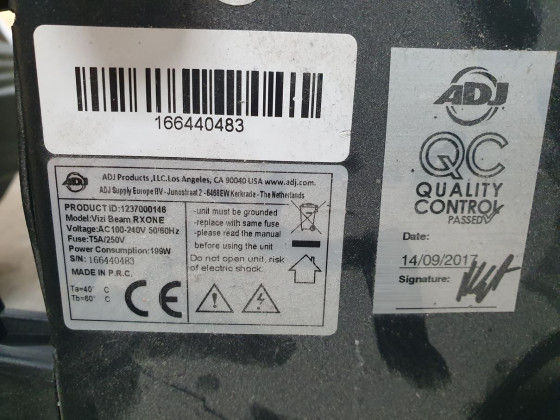 166440483
ADJ
ADJ Products ,LLC.Los Angeles, CA 90040 USA www.adj.com.
ADJ Supply Europe BV - Junostraat 2 - 6468EW Kerkrade - The Netherlands
PRODUCT ID:1237000146
Model:Vizi Beam RXONE
Voltage:AC100-240V 50/60Hz
Fuse:T5A/250V
Power Consumption:199W
S/N: 166440483
MADE IN P.R.C.
Ta=40° C
Tb=60° C
CE
-unit must be grounded
-replace with same fuse
-please read the manual
before using the unit
Do not open unit, risk
of electric shock.
ADJ
QC
QUALITY
CONTROL
PASSED
Date:
14/09/2017
Signature: